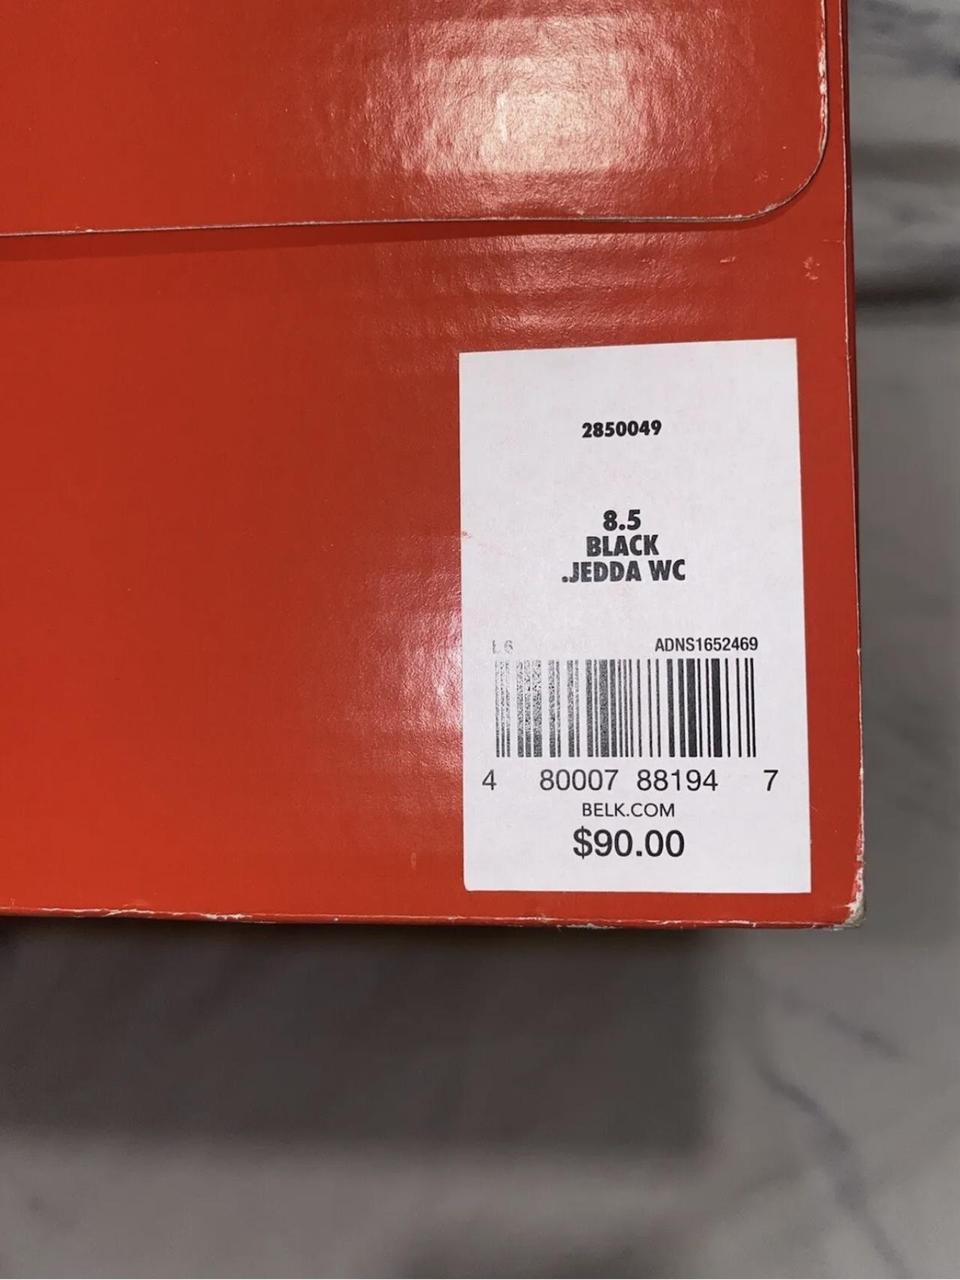 2850049
8.5
BLACK
.JEDDA WC
ADNS1652469
4 80007 88194 7
BELK.COM
$90.00